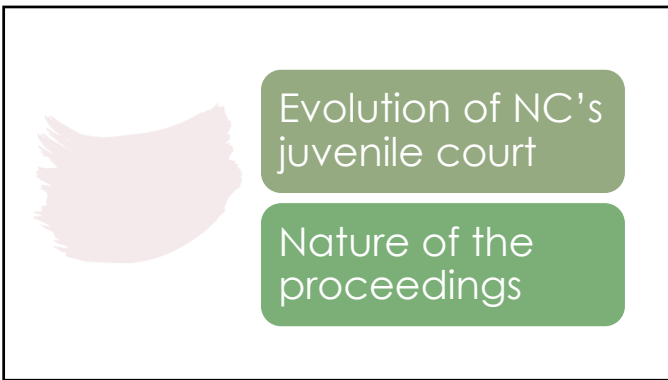 Evolution of NC’s
juvenile court
Nature of the
proceedings